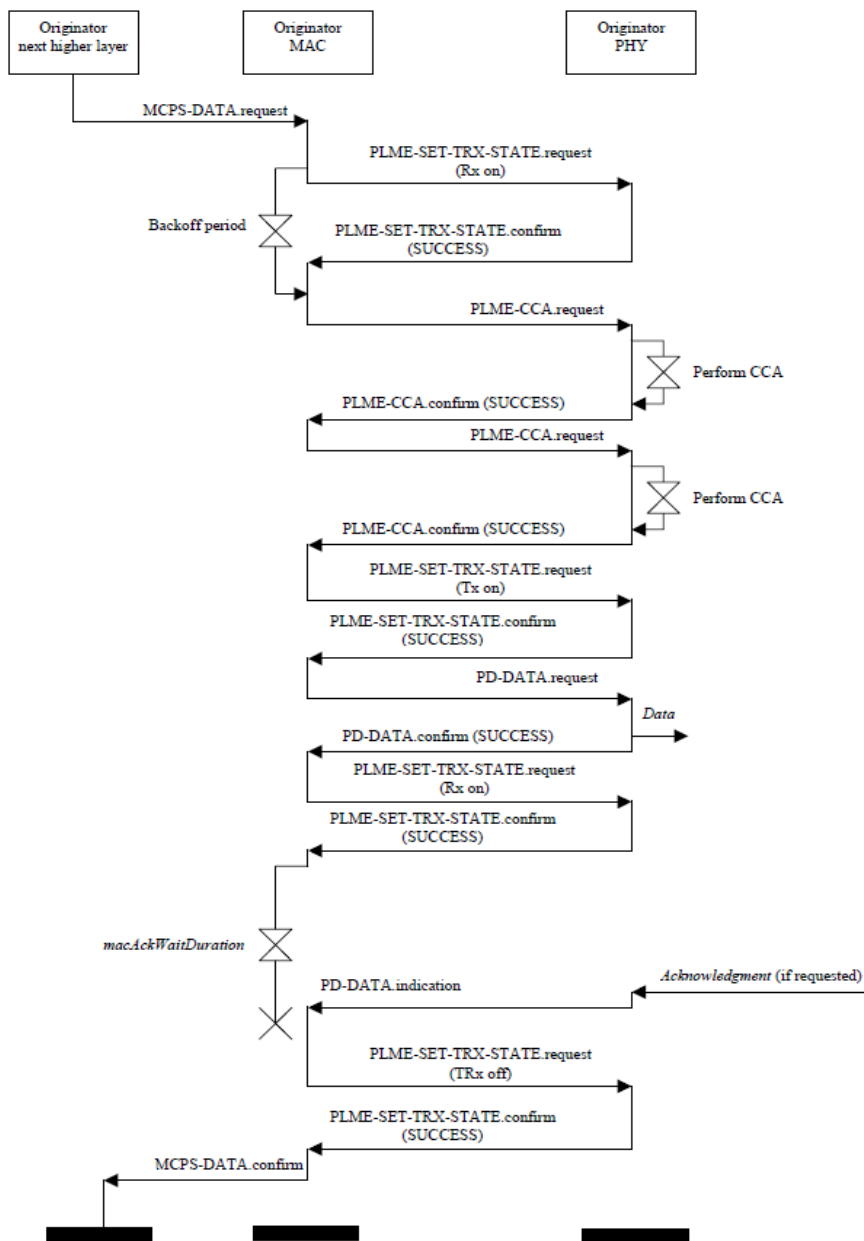 Originator
next higher layer
Originator
MAC
Originator
PHY
MCPS-DATA.request
PLME-SET-TRX-STATE.request
(Rx on)
Backoff period
PLME-SET-TRX-STATE.confirm
(SUCCESS)
PLME-CCA.request
Perform CCA
PLME-CCA.confirm (SUCCESS)
PLME-CCA.request
Perform CCA
PLME-CCA.confirm (SUCCESS)
PLME-SET-TRX-STATE.request
(Tx on)
PLME-SET-TRX-STATE.confirm
(SUCCESS)
PD-DATA.request
Data
PD-DATA.confirm (SUCCESS)
PLME-SET-TRX-STATE.request
(Rx on)
PLME-SET-TRX-STATE.confirm
(SUCCESS)
macAckWaitDuration
Acknowledgment (if requested)
PD-DATA.indication
PLME-SET-TRX-STATE.request
(TRx off)
PLME-SET-TRX-STATE.confirm
(SUCCESS)
MCPS-DATA.confirm